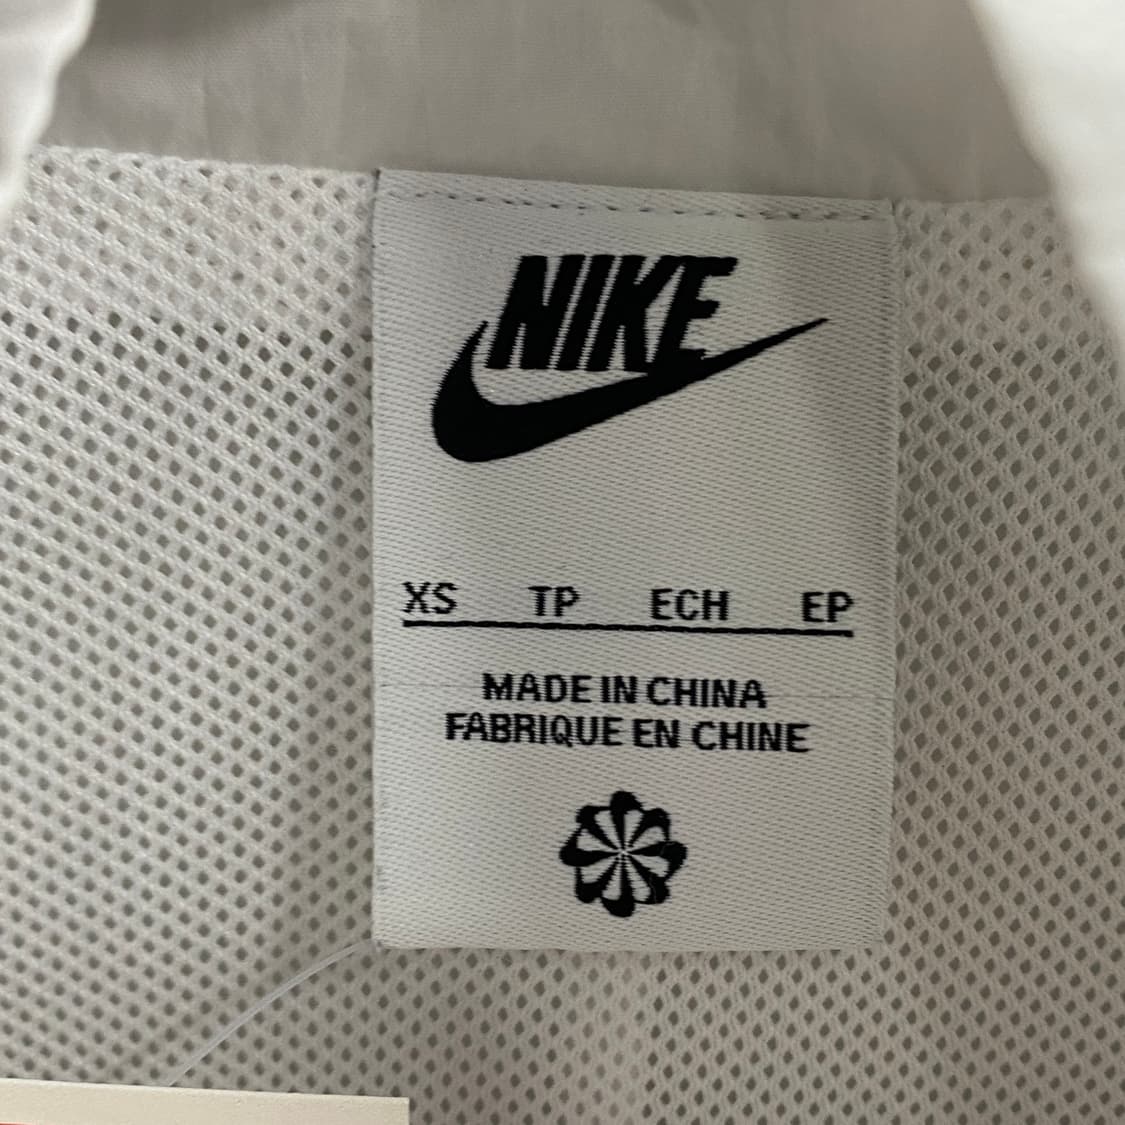 NIKE
XS TP ECH EP
MADE IN CHINA
FABRIQUE EN CHINE